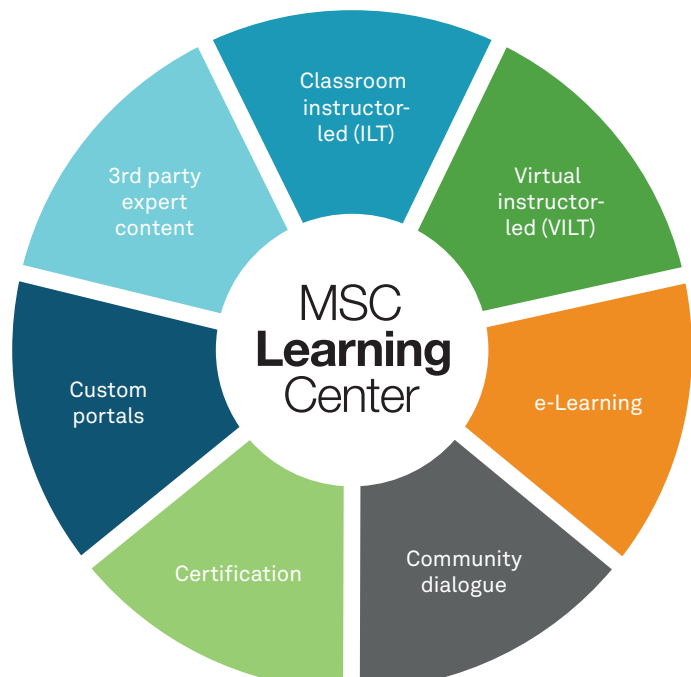 Classroom
instructor-
led (ILT)
Virtual
instructor-
led (VILT)
e-Learning
Community
dialogue
Certification
Custom
portals
3rd party
expert
content
MSC
Learning
Center